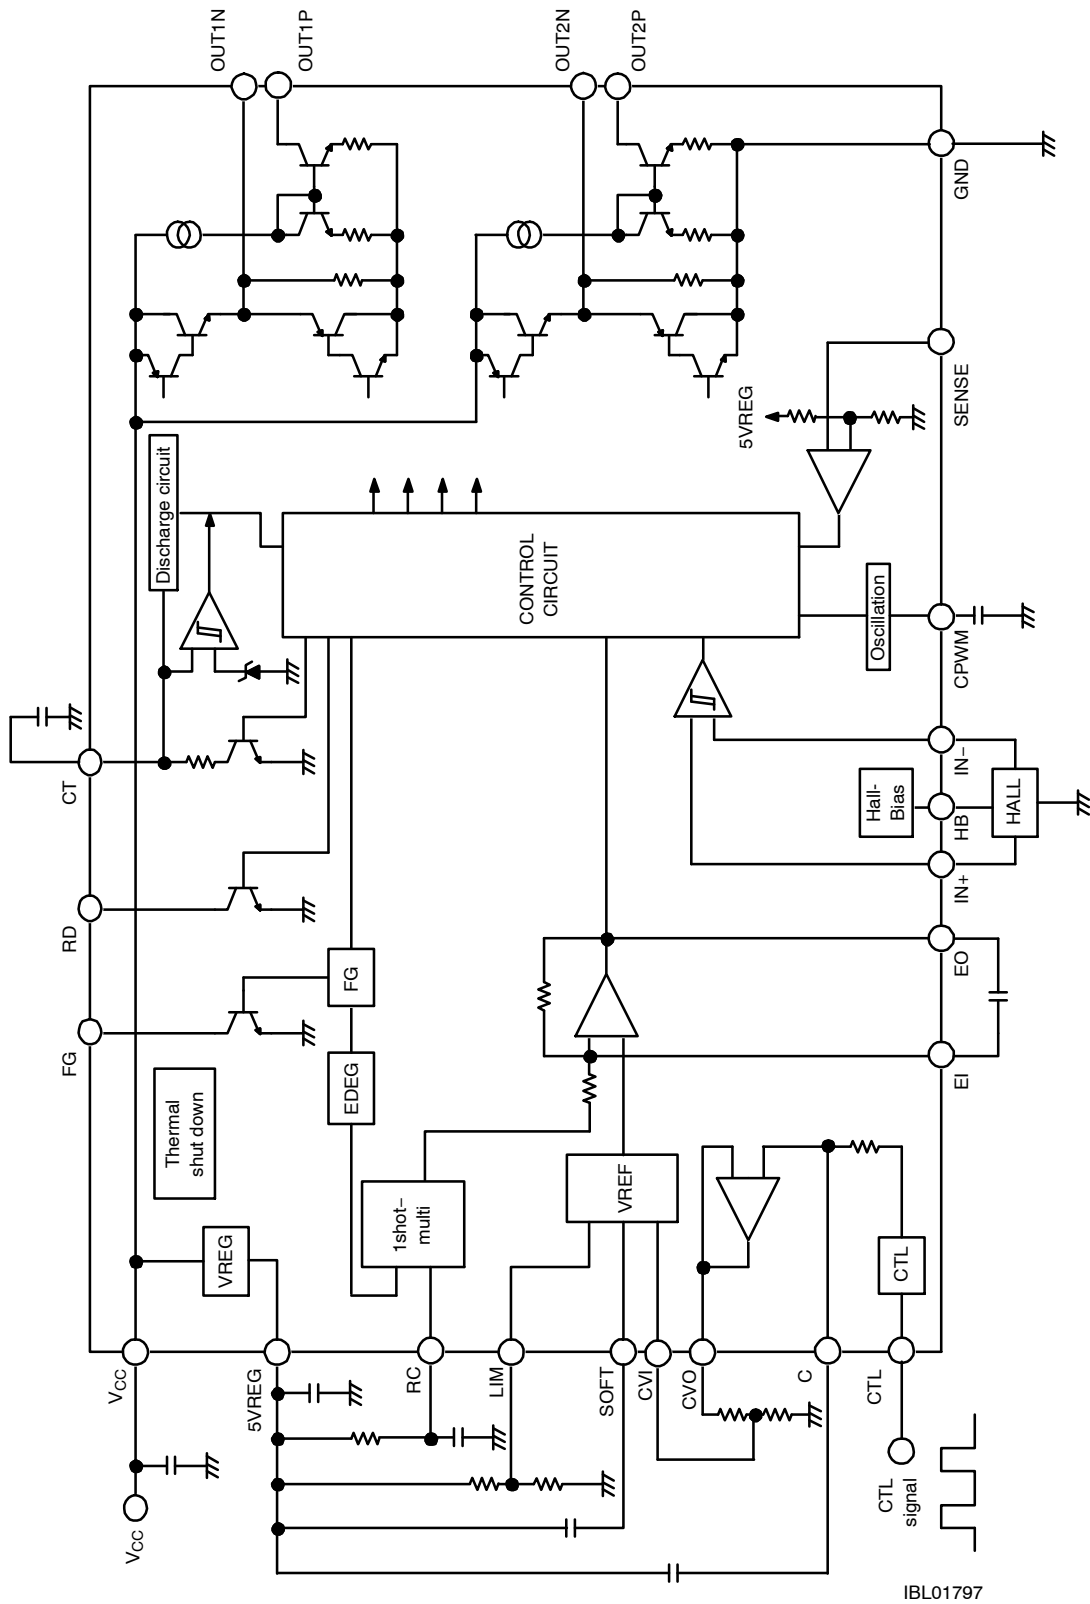 OUT1N
OUT1P
OUT2N
OUT2P
GND
SENSE
5VREG
Discharge circuit
CONTROL
CIRCUIT
Oscillation
CPWM
CT
IN−
Hall-
Bias
HB
HALL
IN+
RD
FG
FG
EO
EDEG
EI
Thermal
shut down
1shot−
multi
VREF
VREG
CTL
VCC
5VREG
RC
LIM
SOFT
CVI
CVO
C
CTL
VCC
CTL
signal
IBL01797